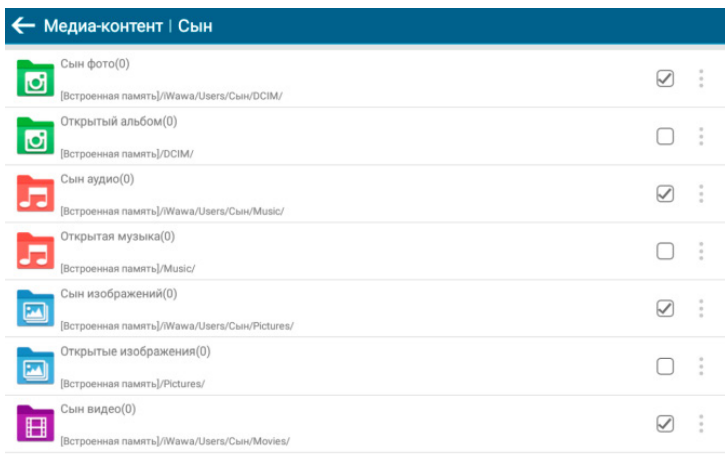 Медиа-контент | Сын
Сын фото(0)
[Встроенная память]/iWawa/Users/Сын/DCIM/
Открытый альбом(0)
[Встроенная память]/DCIM/
Сын аудио(0)
[Встроенная память]/iWawa/Users/Сын/Music/
Открытая музыка(0)
[Встроенная память]/Music/
Сын изображений(0)
[Встроенная память]/iWawa/Users/Сын/Pictures/
Открытые изображения(0)
[Встроенная память]/Pictures/
Сын видео(0)
[Встроенная память]/iWawa/Users/Сын/Movies/